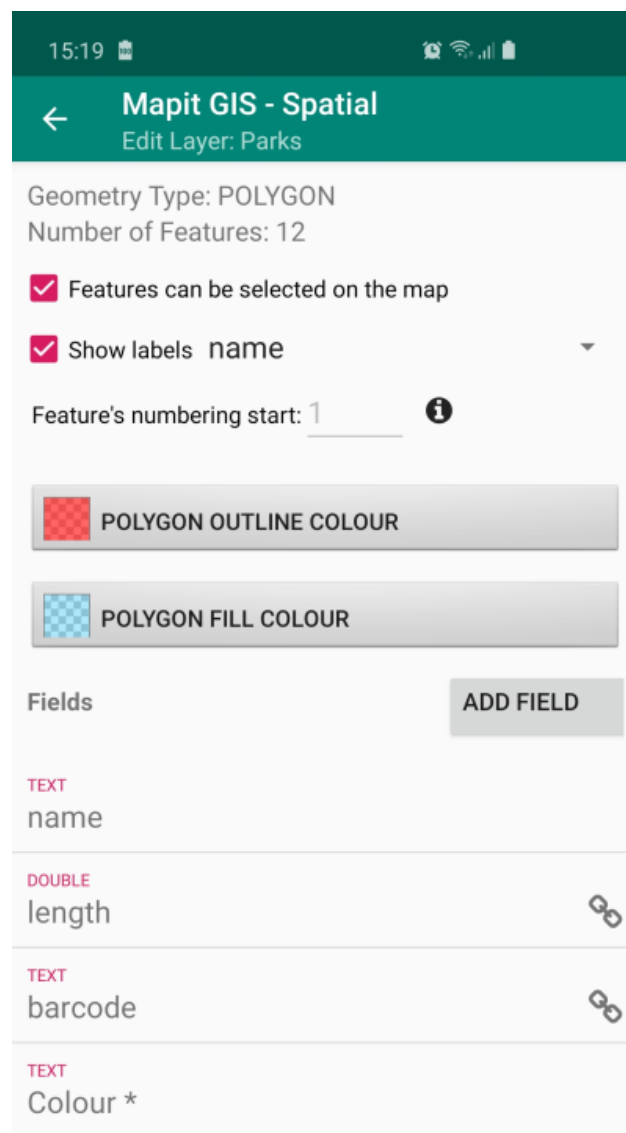 15:19
Mapit GIS - Spatial
Edit Layer: Parks
Geometry Type: POLYGON
Number of Features: 12
Features can be selected on the map
Show labels name
Feature's numbering start: 1
POLYGON OUTLINE COLOUR
POLYGON FILL COLOUR
Fields ADD FIELD
TEXT
name
DOUBLE
length
TEXT
barcode
TEXT
Colour *